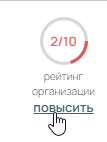 2/10
рейтинг
организации
повысить